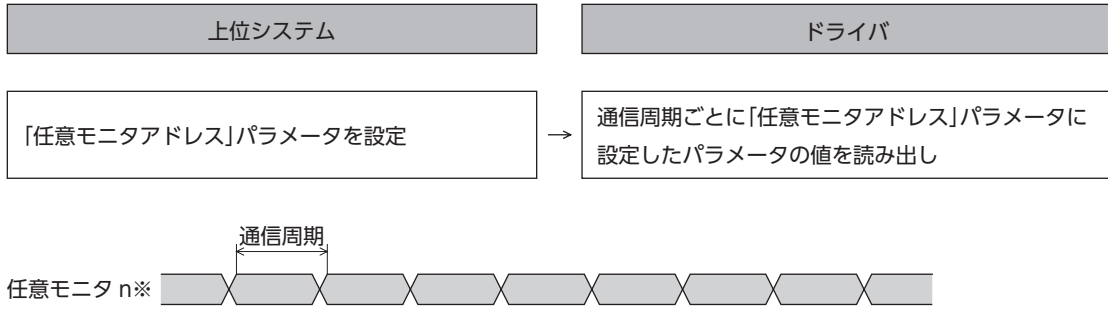 上位システム
ドライバ
「任意モニタアドレス」パラメータを設定
→
通信周期ごとに「任意モニタアドレス」パラメータに
設定したパラメータの値を読み出し
通信周期
任意モニタ n※